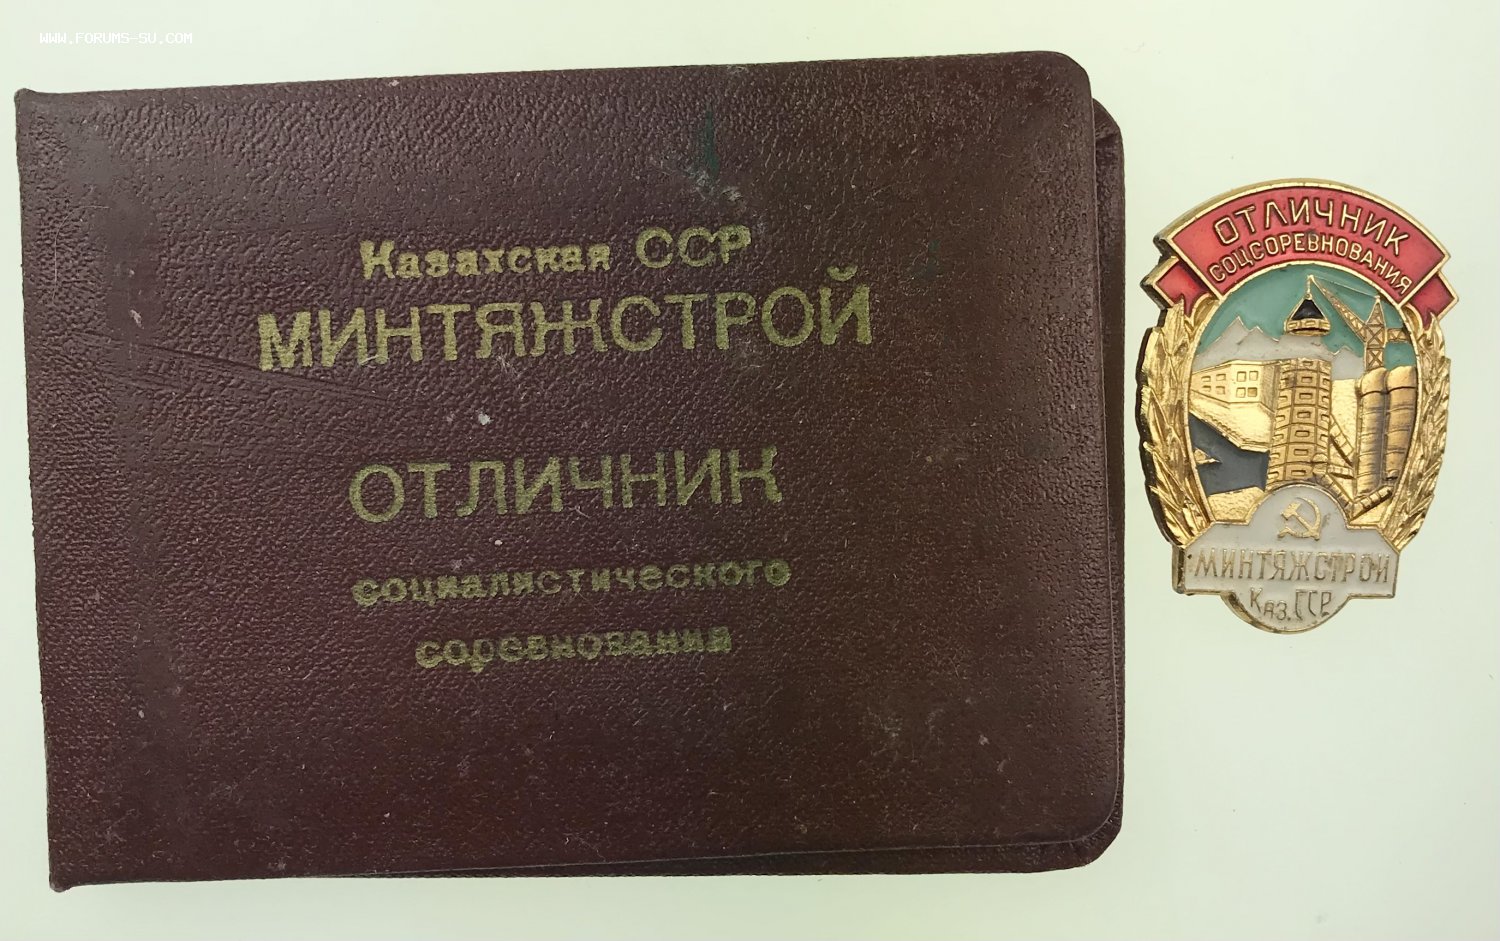 WWW.FORUMS-SU.COM
Казахская ССР
МИНТЯЖСТРОЙ
ОТЛИЧНИК
социалистического
соревнования
ОТЛИЧНИК
СОЦСОРЕВНОВАНИЯ
МИНТЯЖСТРОЙ
Каз.ССР